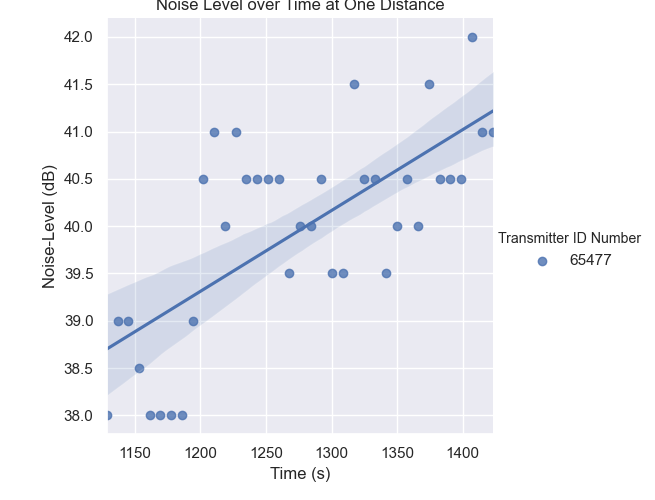 Noise Level over Time at One Distance
42.0
41.5
41.0
40.5
40.0
39.5
39.0
38.5
38.0
Noise-Level (dB)
1150 1200 1250 1300 1350 1400
Time (s)
Transmitter ID Number
65477